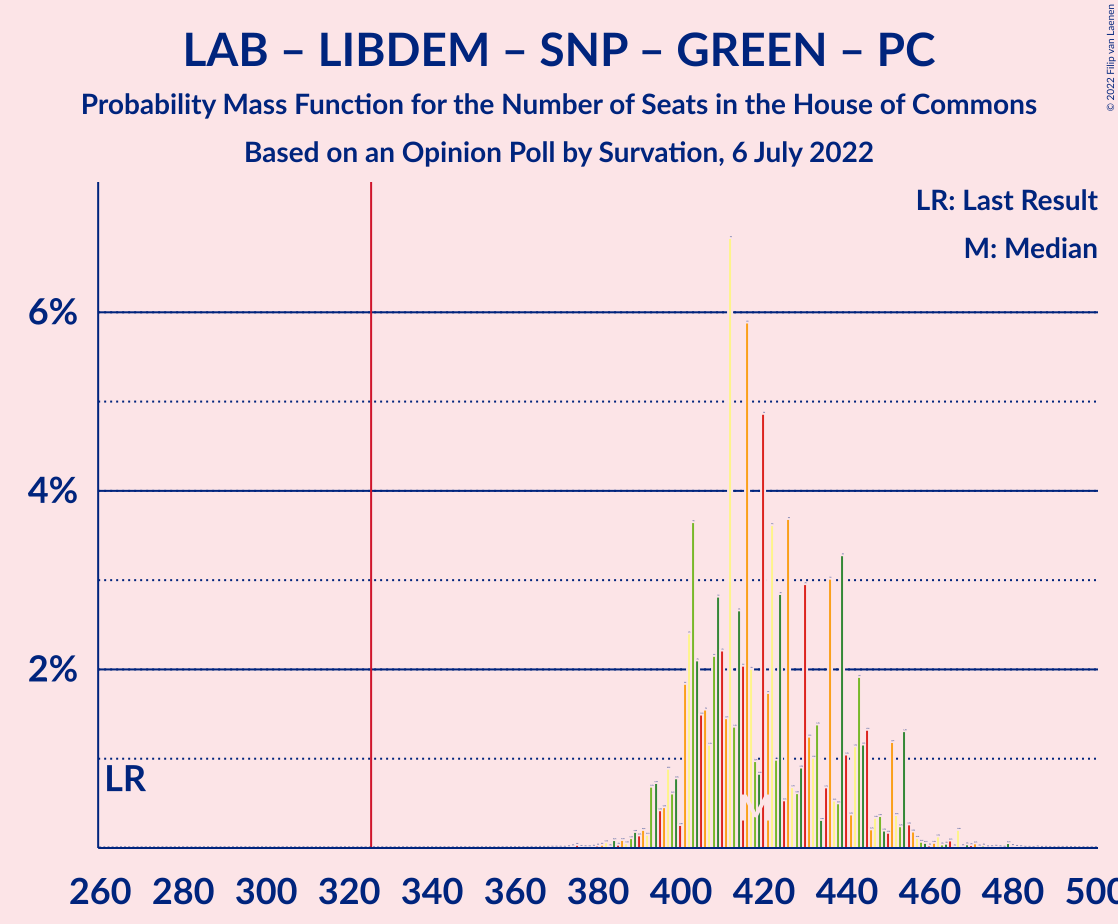 LAB – LIBDEM – SNP – GREEN – PC
Probability Mass Function for the Number of Seats in the House of Commons
Based on an Opinion Poll by Survation, 6 July 2022
© 2022 Filip van Laenen
LR: Last Result
M: Median
6%
4%
2%
LR
M
260 280 300 320 340 360 380 400 420 440 460 480 500